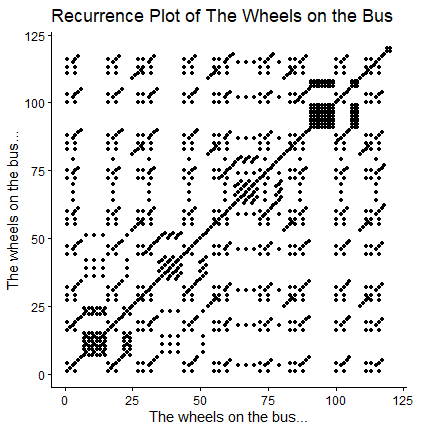 Recurrence Plot of The Wheels on the Bus
125
100
75
50
25
0
The wheels on the bus...
0 25 50 75 100 125
The wheels on the bus...